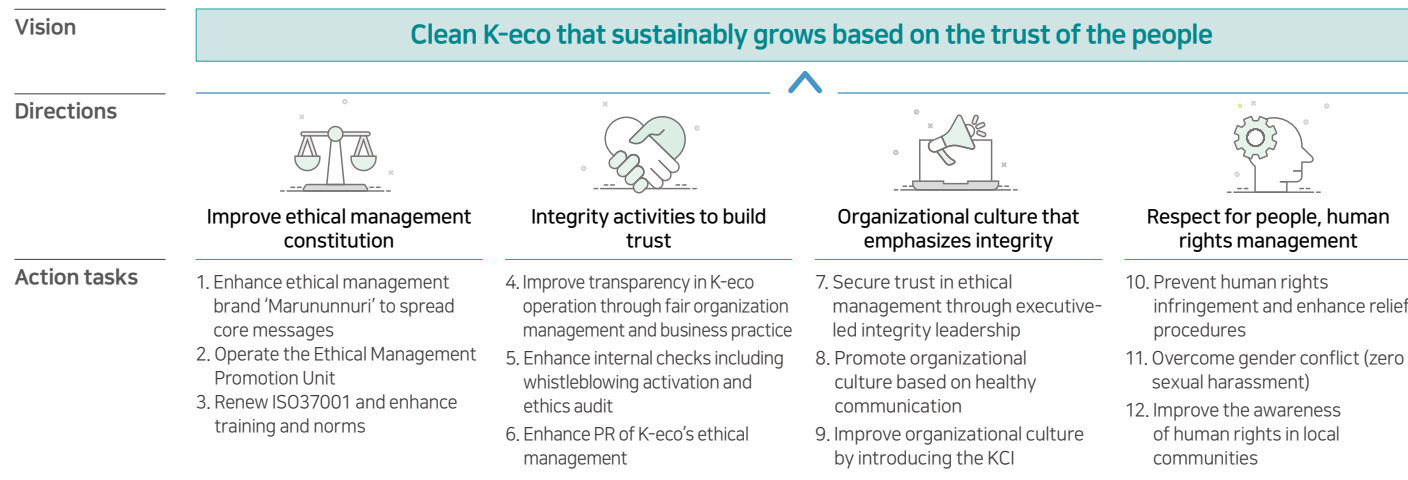 Vision
Clean K-eco that sustainably grows based on the trust of the people
Directions
Improve ethical management
constitution
Integrity activities to build
trust
Organizational culture that
emphasizes integrity
Respect for people, human
rights management
Action tasks
1. Enhance ethical management
brand ‘Marununnuri’ to spread
core messages
2. Operate the Ethical Management
Promotion Unit
3. Renew ISO37001 and enhance
training and norms
4. Improve transparency in K-eco
operation through fair organization
management and business practice
5. Enhance internal checks including
whistleblowing activation and
ethics audit
6. Enhance PR of K-eco’s ethical
management
7. Secure trust in ethical
management through executive-
led integrity leadership
8. Promote organizational
culture based on healthy
communication
9. Improve organizational culture
by introducing the KCI
10. Prevent human rights
infringement and enhance relief
procedures
11. Overcome gender conflict (zero
sexual harassment)
12. Improve the awareness
of human rights in local
communities